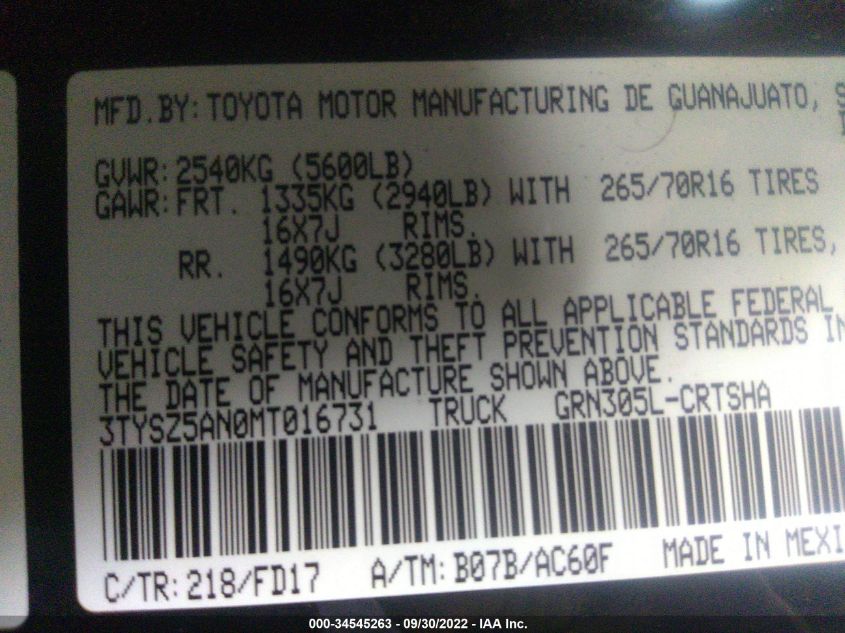 MFD.BY: TOYOTA MOTOR MANUFACTURING DE GUANAJUATO,
GVWR: 2540KG (5600LB)
GAWR: FRT. 1335KG (2940LB) WITH 265/70R16 TIRES
16X7J RIMS.
RR. 1490KG (3280LB) WITH 265/70R16 TIRES,
16X7J RIMS.
THIS VEHICLE CONFORMS TO ALL APPLICABLE FEDERAL
VEHICLE SAFETY AND THEFT PREVENTION STANDARDS IN
THE DATE OF MANUFACTURE SHOWN ABOVE.
3TYSZ5AN0MT016731 TRUCK GRN305L-CRTSHA
C/TR: 218/FD17 A/TM: B07B/AC60F MADE IN MEXI
000-34545263 - 09/30/2022 - IAA Inc.